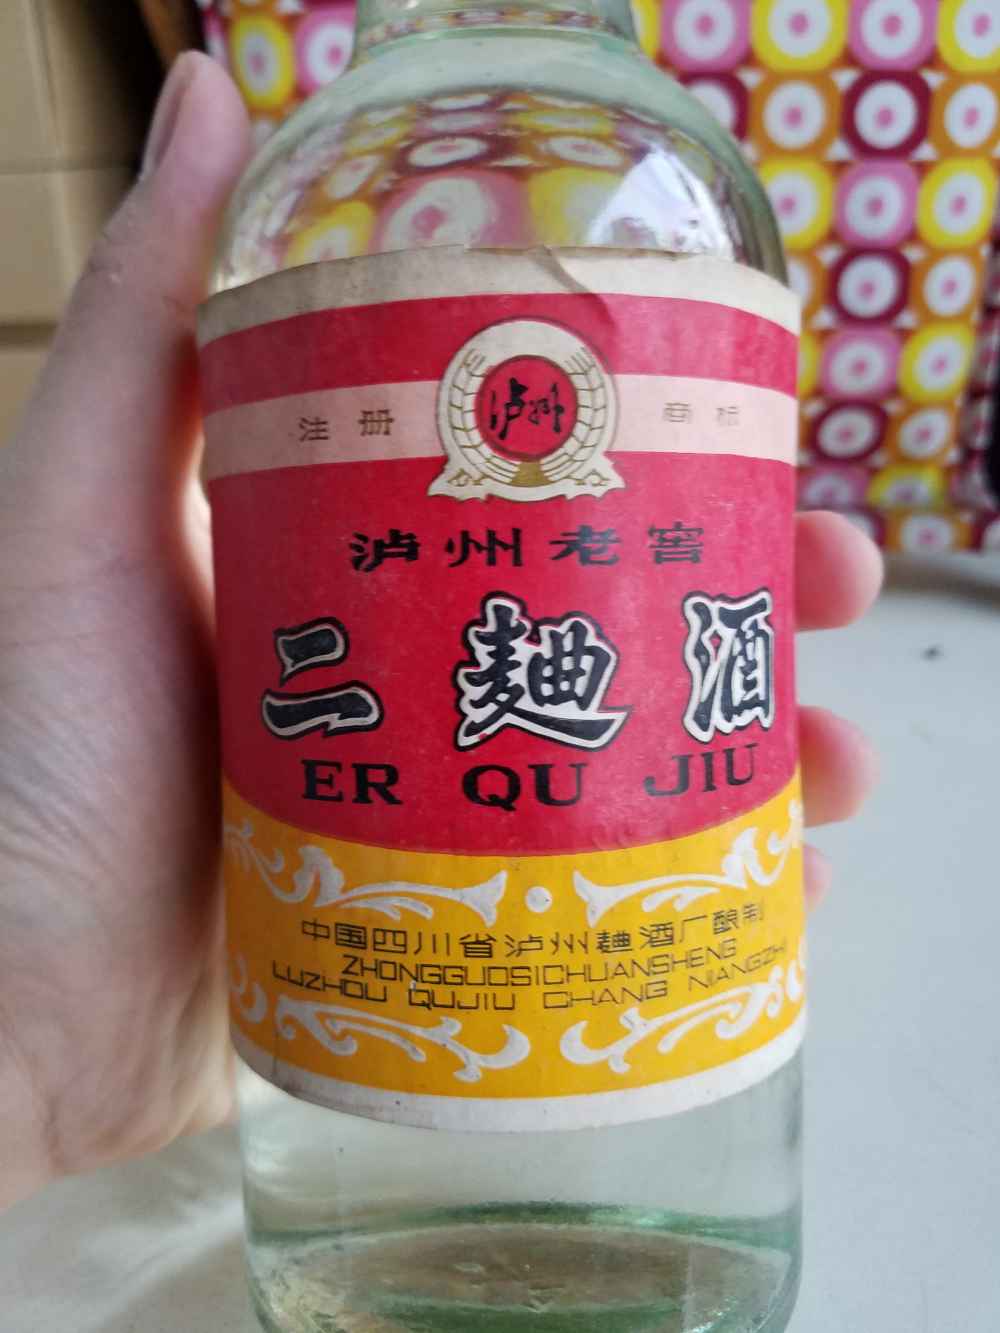 泸州
注册 商标
泸州老窖
二麯酒
ER QU JIU
中国四川省泸州麯酒厂酿制
ZHONGGUOSICHUANSHENG
LUZHOU QUJIU CHANG NIANGZHI